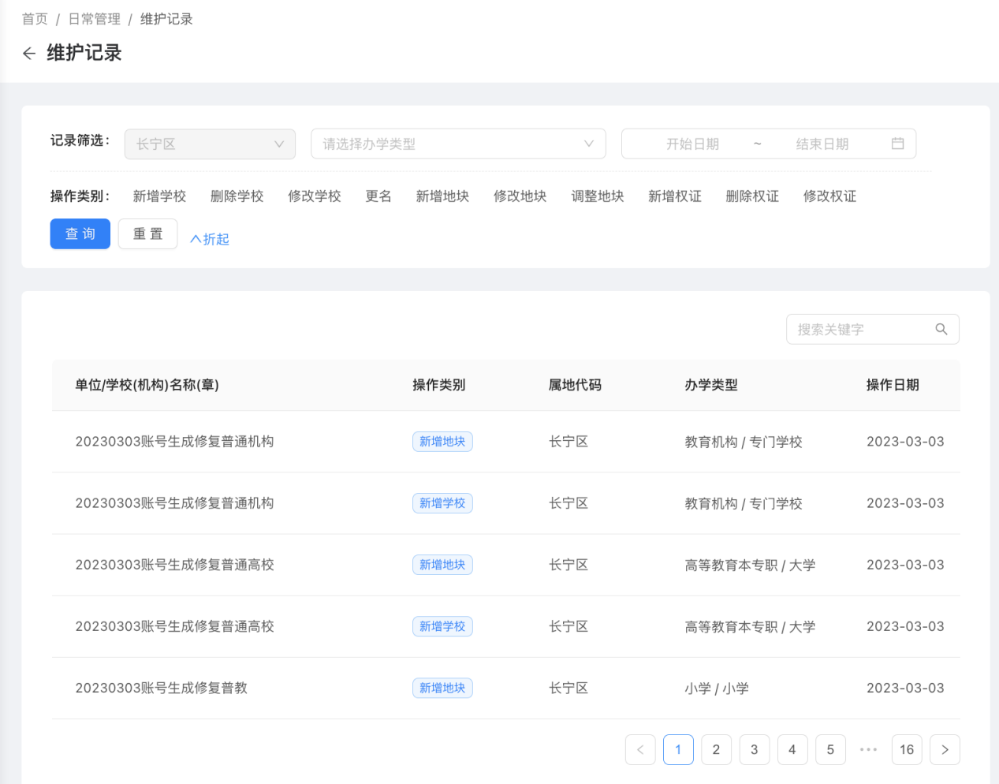 首页 / 日常管理 / 维护记录
维护记录
记录筛选: 长宁区 请选择办学类型 开始日期 ~ 结束日期
操作类别: 新增学校 删除学校 修改学校 更名 新增地块 修改地块 调整地块 新增权证 删除权证 修改权证
查 询 重 置 折起
搜索关键字
单位/学校(机构)名称(章) 操作类别 属地代码 办学类型 操作日期
20230303账号生成修复普通机构 新增地块 长宁区 教育机构 / 专门学校 2023-03-03
20230303账号生成修复普通机构 新增学校 长宁区 教育机构 / 专门学校 2023-03-03
20230303账号生成修复普通高校 新增地块 长宁区 高等教育本专职 / 大学 2023-03-03
20230303账号生成修复普通高校 新增学校 长宁区 高等教育本专职 / 大学 2023-03-03
20230303账号生成修复普教 新增地块 长宁区 小学 / 小学 2023-03-03
< 1 2 3 4 5 ••• 16 >